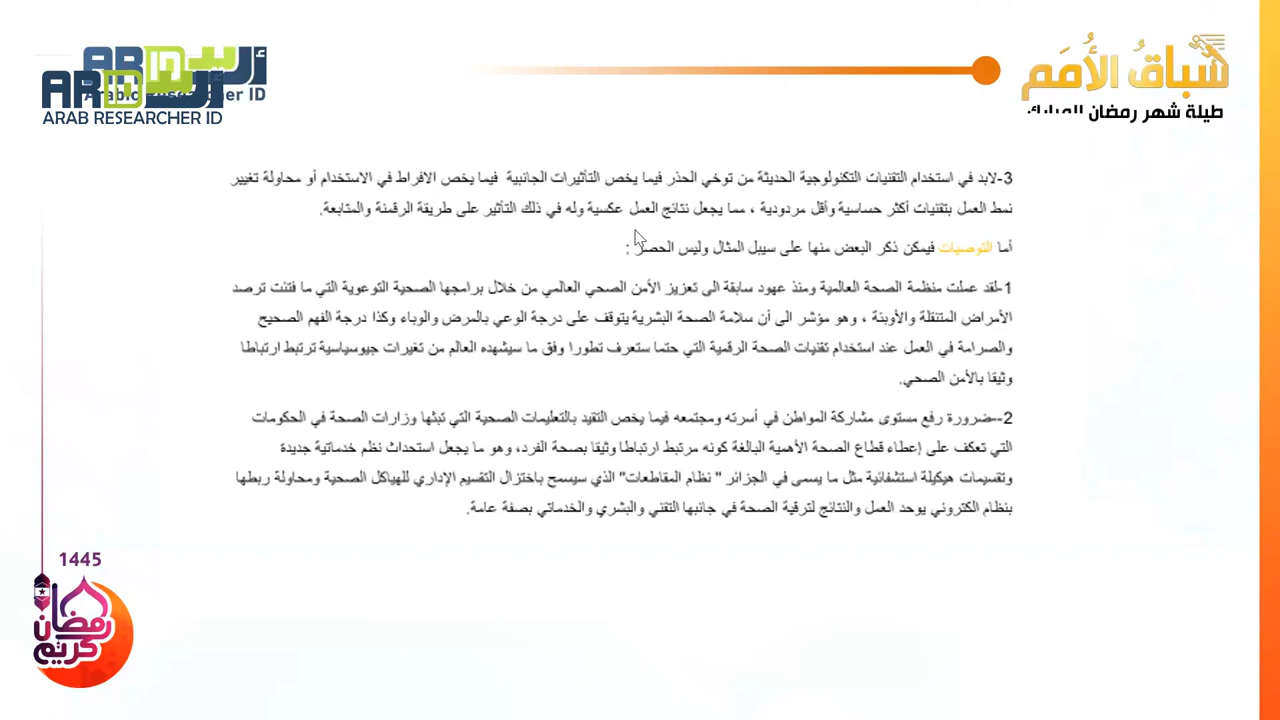 سباقُ الأُمَم
طيلة شهر رمضان المبارك
ARAB RESEARCHER ID
3-لابد في استخدام التقنيات التكنولوجية الحديثة من توخي الحذر فيما يخص التأثيرات الجانبية فيما يخص الافراط في الاستخدام أو محاولة تغيير
نمط العمل بتقنيات أكثر حساسية وأقل مردودية ، مما يجعل نتائج العمل عكسية وله في ذلك التأثير على طريقة الرقمنة والمتابعة.
أما التوصيات فيمكن ذكر البعض منها على سبيل المثال وليس الحصر :
1-لقد عملت منظمة الصحة العالمية ومنذ عهود سابقة الى تعزيز الأمن الصحي العالمي من خلال برامجها الصحية التوعوية التي ما فتئت ترصد
الأمراض المتنقلة والأوبئة ، وهو مؤشر الى أن سلامة الصحة البشرية يتوقف على درجة الوعي بالمرض والوباء وكذا درجة الفهم الصحيح
والصرامة في العمل عند استخدام تقنيات الصحة الرقمية التي حتما ستعرف تطورا وفق ما سيشهده العالم من تغيرات جيوسياسية ترتبط ارتباطا
وثيقا بالأمن الصحي.
2--ضرورة رفع مستوى مشاركة المواطن في أسرته ومجتمعه فيما يخص التقيد بالتعليمات الصحية التي تبثها وزارات الصحة في الحكومات
التي تعكف على إعطاء قطاع الصحة الأهمية البالغة كونه مرتبط ارتباطا وثيقا بصحة الفرد، وهو ما يجعل استحداث نظم خدماتية جديدة
وتقسيمات هيكيلة استشفائية مثل ما يسمى في الجزائر " نظام المقاطعات" الذي سيسمح باختزال التقسيم الإداري للهياكل الصحية ومحاولة ربطها
بنظام الكتروني يوحد العمل والنتائج لترقية الصحة في جانبها التقني والبشري والخدماتي بصفة عامة.
1445
رمضان
كريم